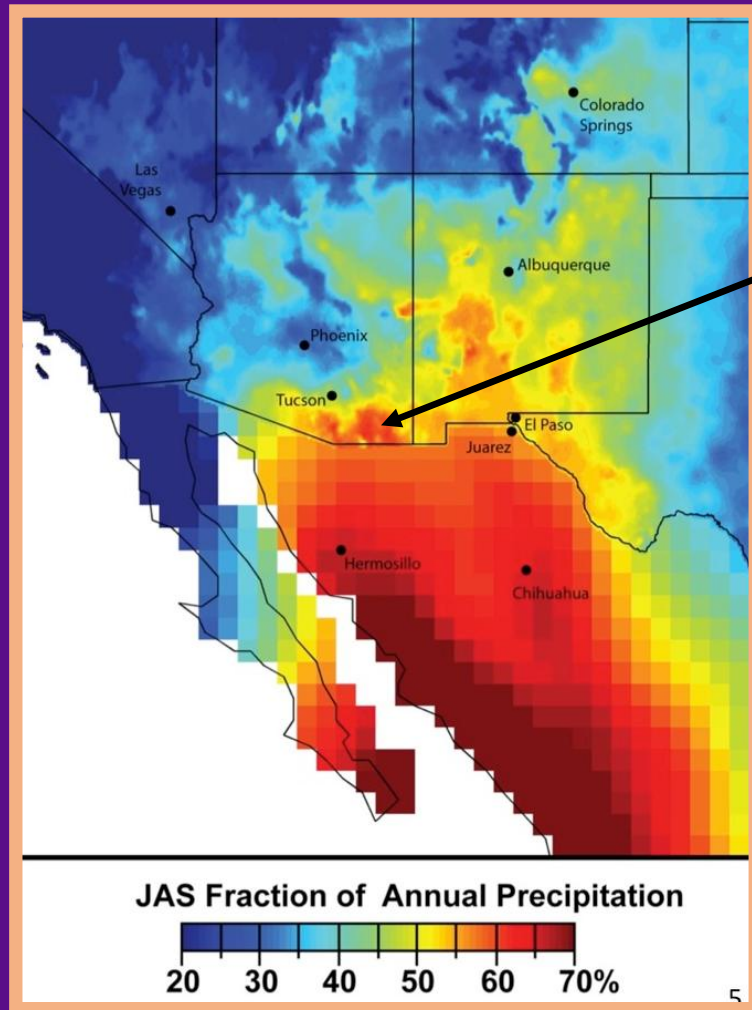 Colorado
Springs
Las
Vegas
Albuquerque
Phoenix
Tucson
El Paso
Juarez
Hermosillo
Chihuahua
JAS Fraction of Annual Precipitation
20 30 40 50 60 70%
5